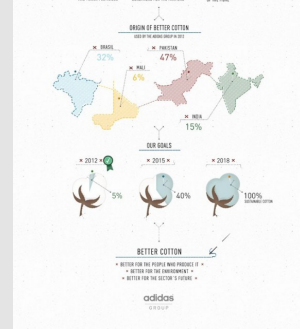 ORIGIN OF BETTER COTTON
USED BY THE ADIDAS GROUP IN 2012
× BRASIL
32%
× PAKISTAN
47%
× MALI
6%
× INDIA
15%
OUR GOALS
× 2012 ×
× 2015 ×
× 2018 ×
5%
40%
100%
SUSTAINABLE COTTON
BETTER COTTON
• BETTER FOR THE PEOPLE WHO PRODUCE IT •
• BETTER FOR THE ENVIRONMENT •
• BETTER FOR THE SECTOR'S FUTURE •
adidas
GROUP